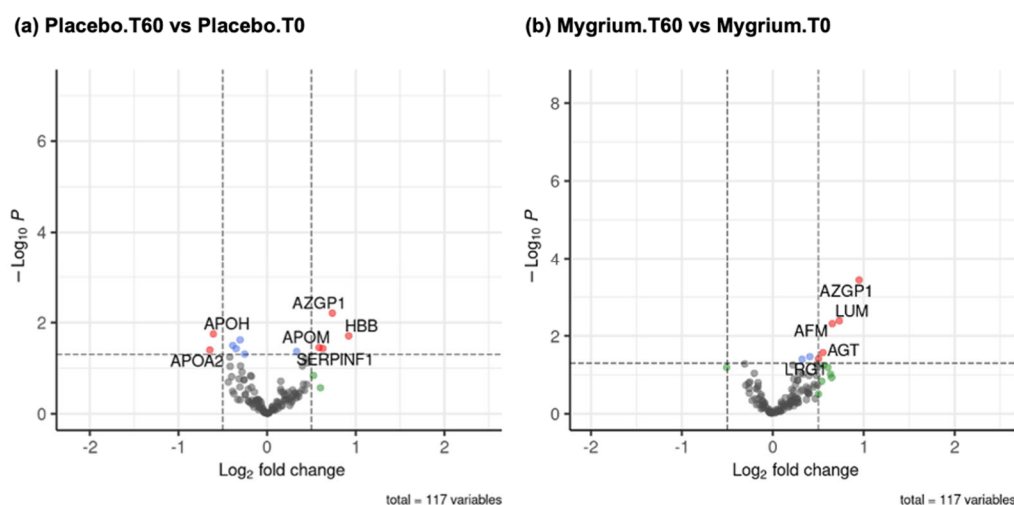 (a) Placebo.T60 vs Placebo.T0
6
4
2
0
-2
-1
0
1
2
− Log10 P
Log2 fold change
total = 117 variables
AZGP1
APOH
HBB
APOM
APOA2
SERPINF1
(b) Mygrium.T60 vs Mygrium.T0
8
6
4
2
0
-2
-1
0
1
2
− Log10 P
Log2 fold change
total = 117 variables
AZGP1
LUM
AFM
AGT
LRG1